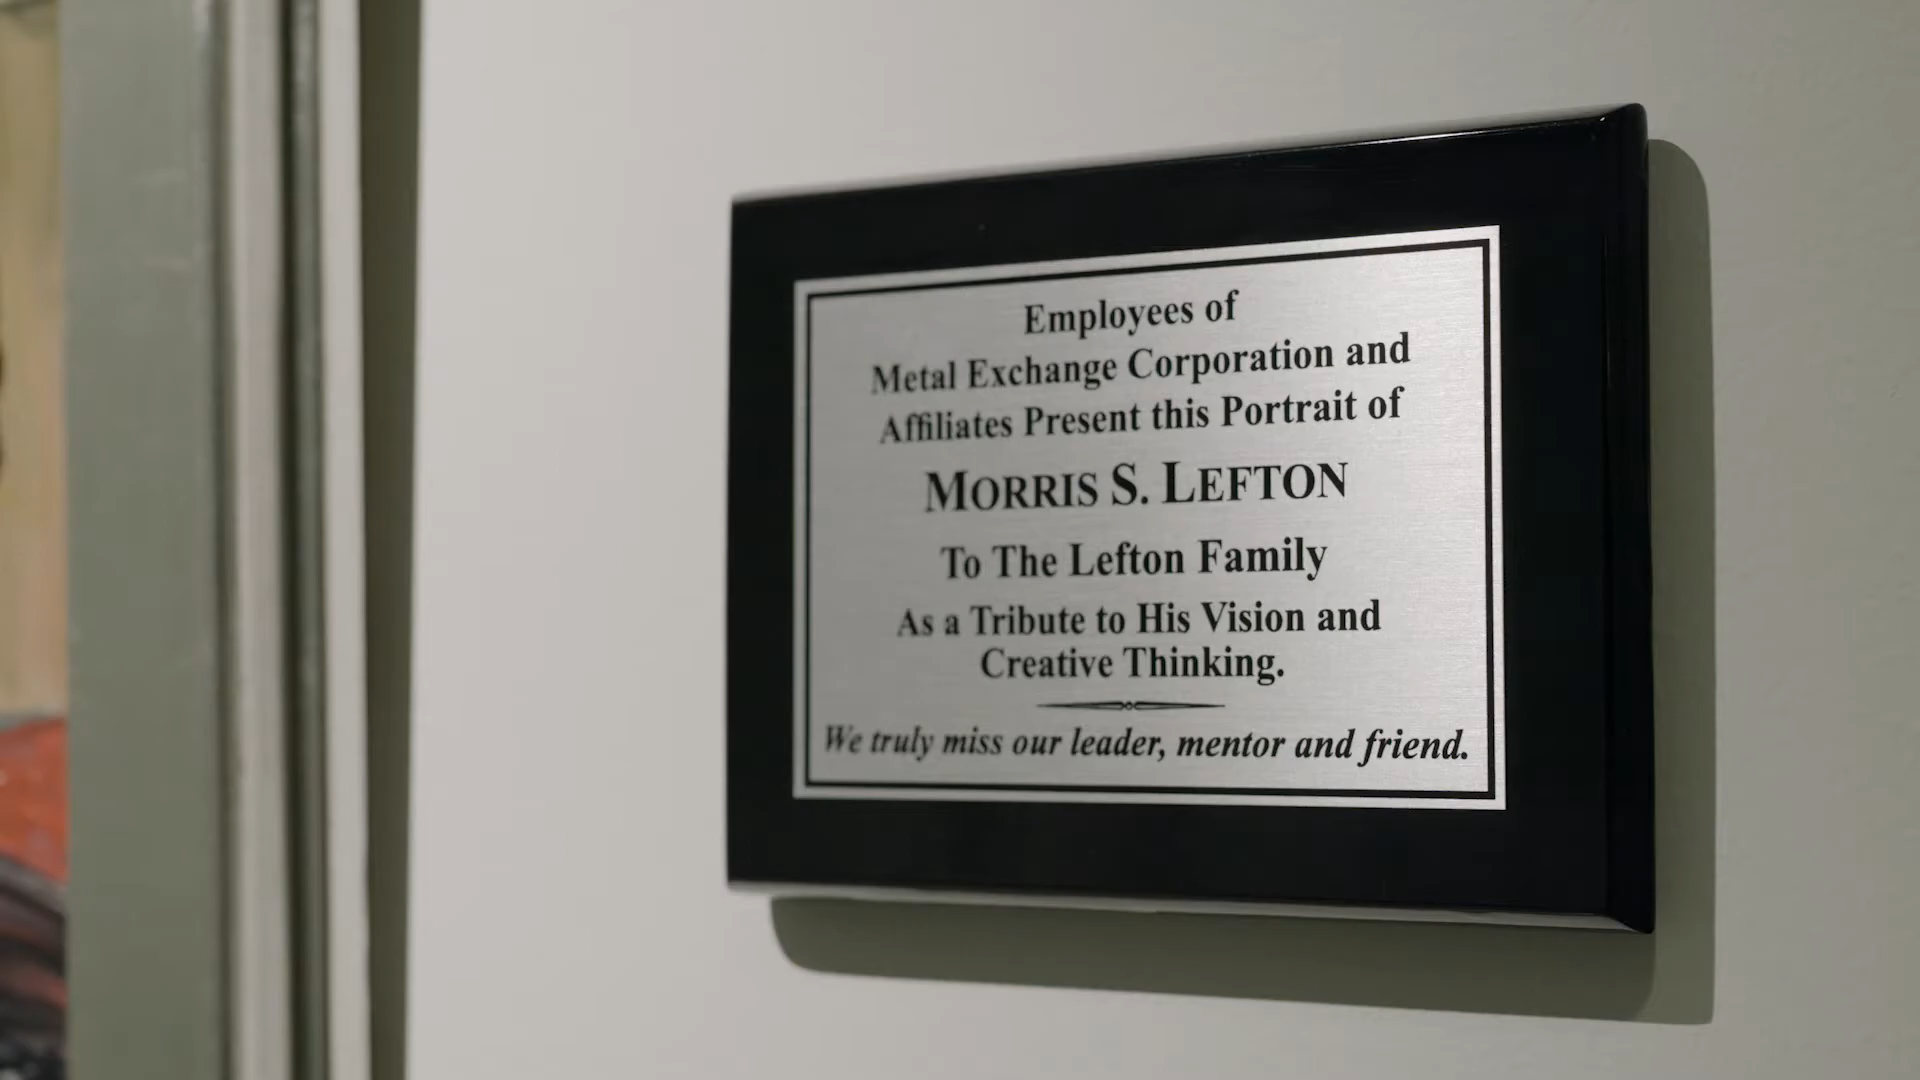 Employees of
Metal Exchange Corporation and
Affiliates Present this Portrait of
MORRIS S. LEFTON
To The Lefton Family
As a Tribute to His Vision and
Creative Thinking.
We truly miss our leader, mentor and friend.